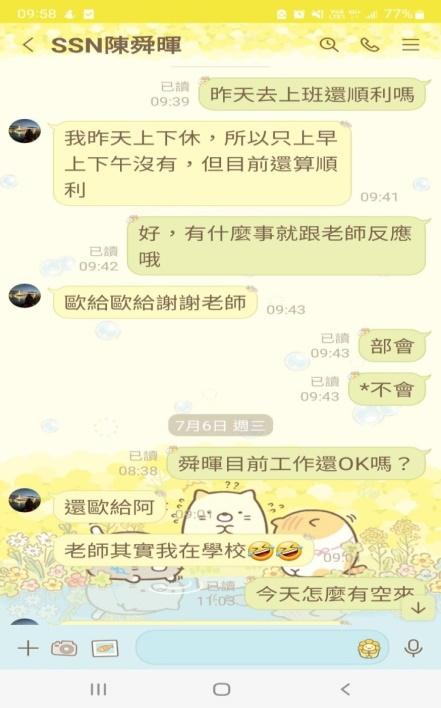 09:58
77%
SSN陳舜暉
已讀
09:39
昨天去上班還順利嗎
我昨天上下休，所以只上早
上下午沒有，但目前還算順
利
09:41
已讀
09:42
好，有什麼事就跟老師反應
哦
歐給歐給謝謝老師
09:43
已讀
09:43
部會
已讀
09:43
*不會
7月6日 週三
已讀
08:38
舜暉目前工作還OK嗎？
??
還歐給阿
09:01
老師其實我在學校🤣🤣
已讀
11:03
今天怎麼有空來